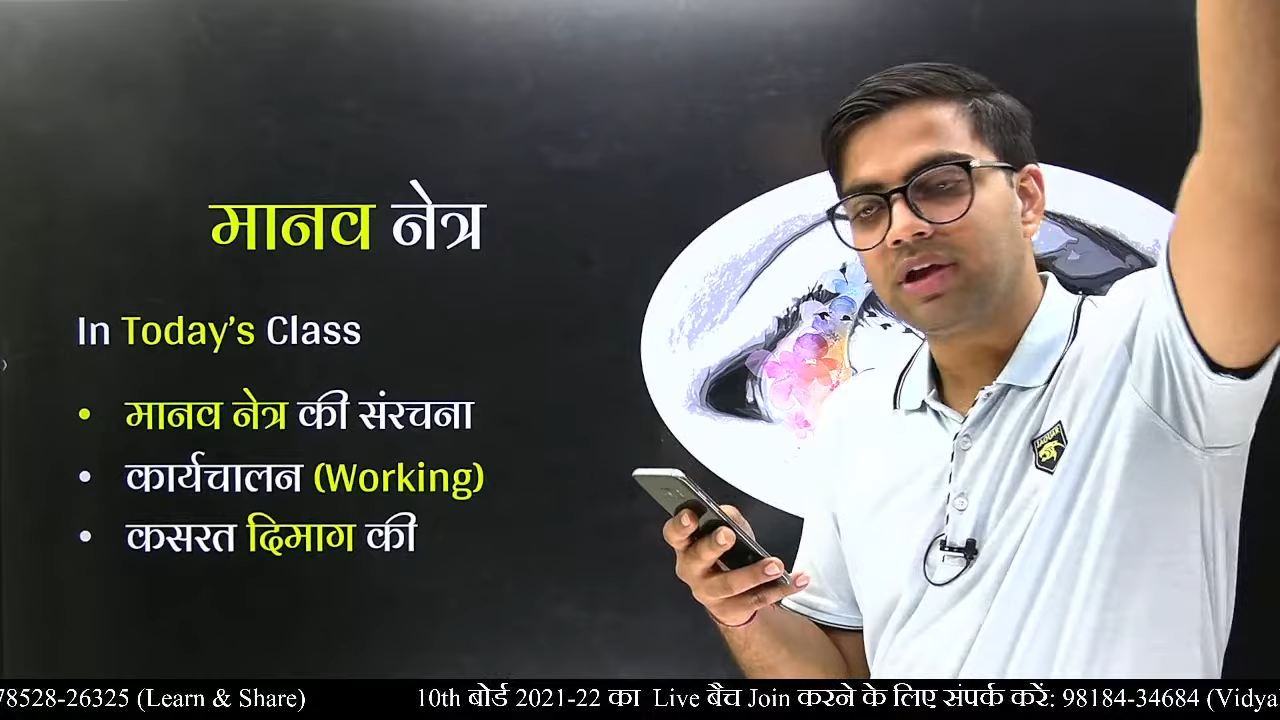 मानव नेत्र
In Today's Class
• मानव नेत्र की संरचना
• कार्यचालन (Working)
• कसरत दिमाग की
78528-26325 (Learn & Share) 10th बोर्ड 2021-22 का Live बैच Join करने के लिए संपर्क करें: 98184-34684 (Vidya